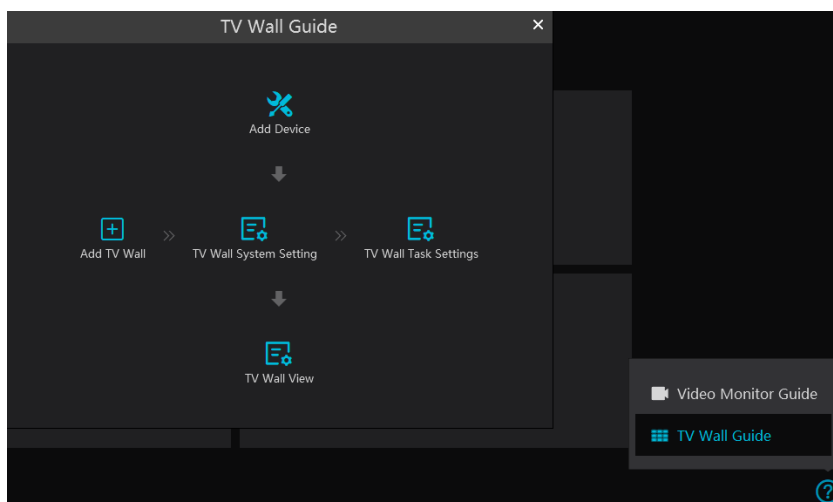 TV Wall Guide
Add Device
Add TV Wall
TV Wall System Setting
TV Wall Task Settings
TV Wall View
Video Monitor Guide
TV Wall Guide